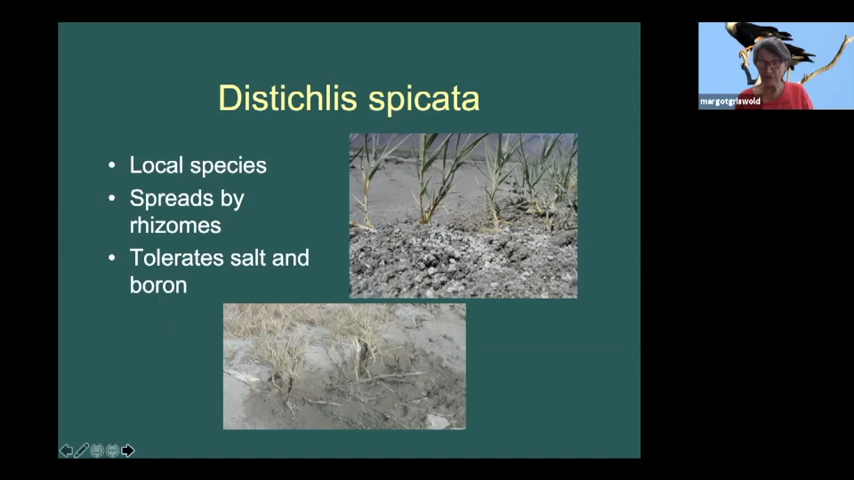 Distichlis spicata
margotgriswold
• Local species
• Spreads by
rhizomes
• Tolerates salt and
boron